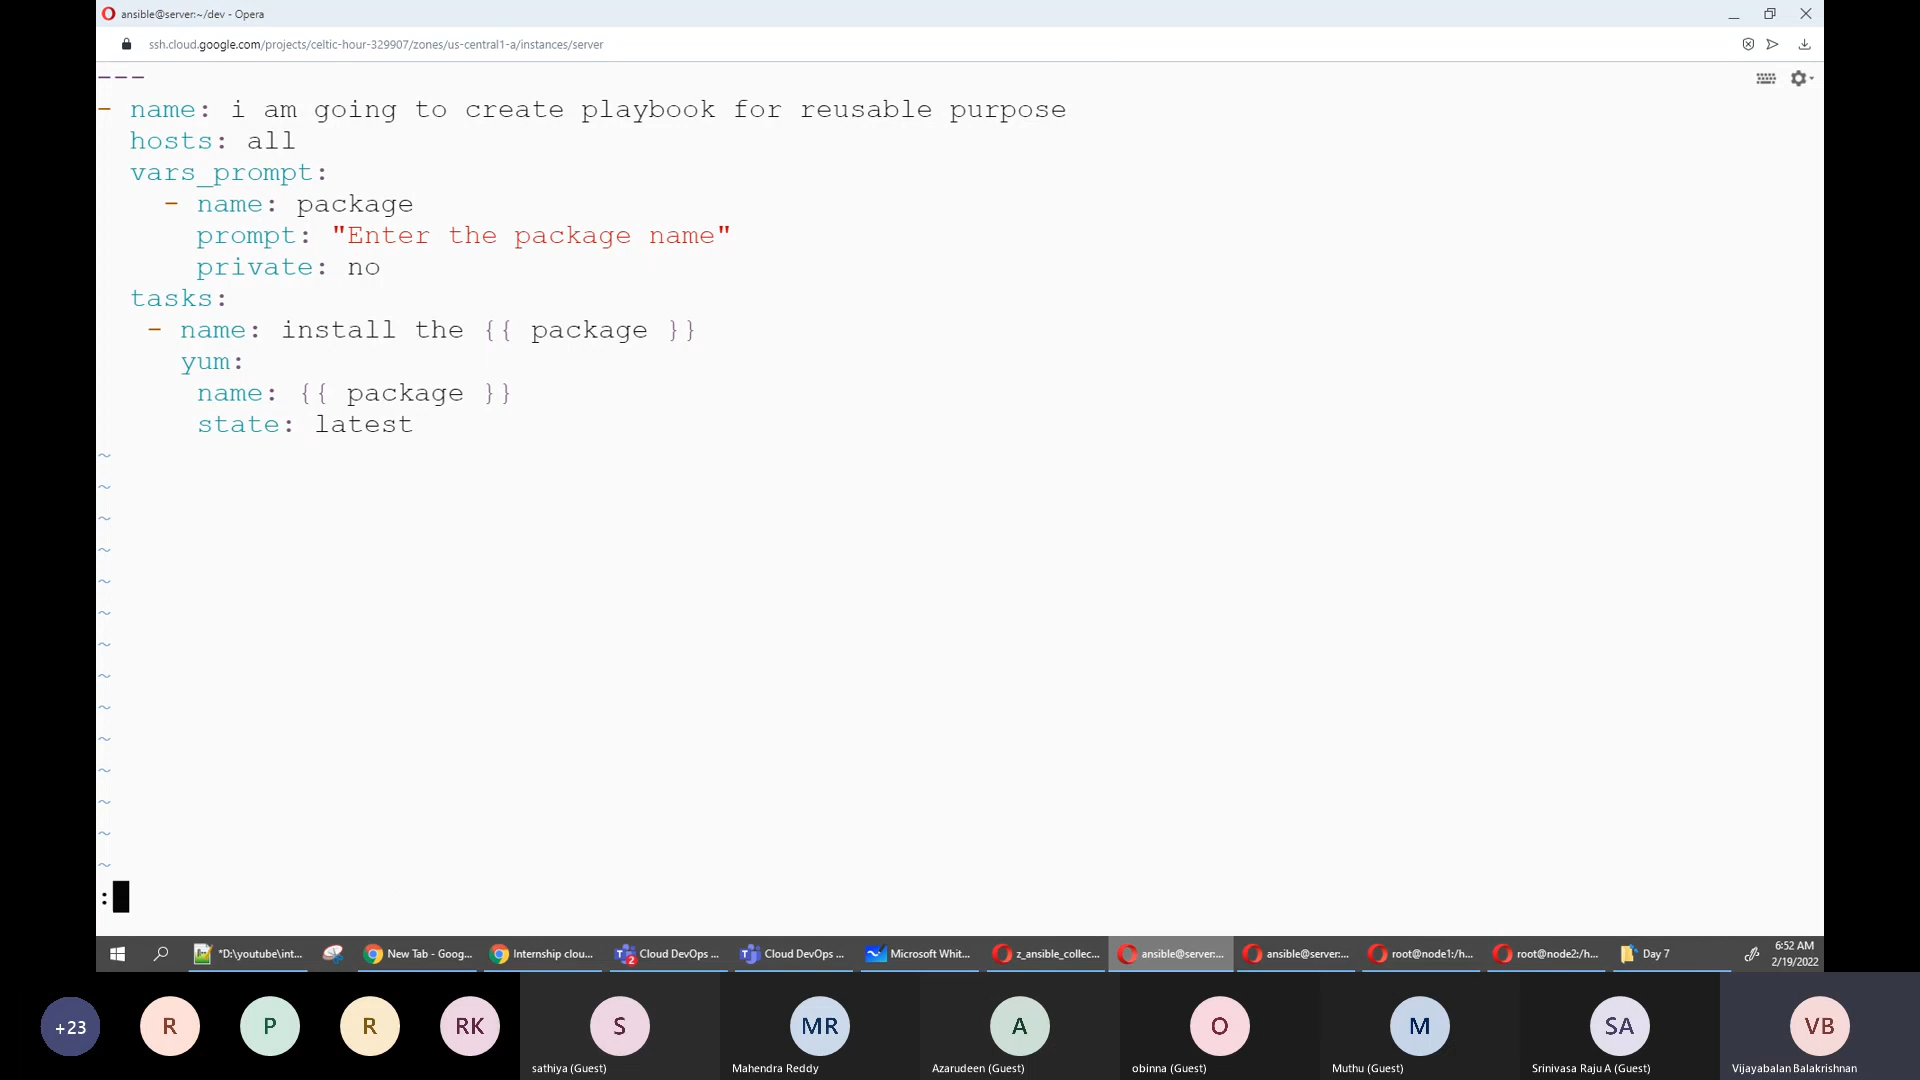 ansible@server:~/dev - Opera
ssh.cloud.google.com/projects/celtic-hour-329907/zones/us-central1-a/instances/server
---
- name: i am going to create playbook for reusable purpose
  hosts: all
  vars_prompt:
    - name: package
      prompt: "Enter the package name"
      private: no
  tasks:
   - name: install the {{ package }}
     yum:
      name: {{ package }}
      state: latest
~
~
~
~
~
~
~
~
~
~
~
~
~
~
:
*D:\youtube\int... New Tab - Goog... Internship clou... 2 Cloud DevOps ... Cloud DevOps ... Microsoft Whit... z_ansible_collec... ansible@server:... ansible@server:... root@node1:/h... root@node2:/h... Day 7 6:52 AM
2/19/2022
+23 R P R RK S MR A O M SA VB
sathiya (Guest) Mahendra Reddy Azarudeen (Guest) obinna (Guest) Muthu (Guest) Srinivasa Raju A (Guest) Vijayabalan Balakrishnan